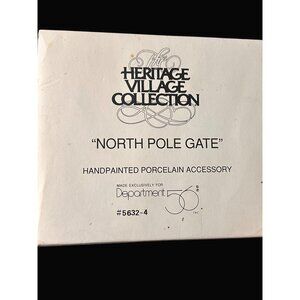 The
HERITAGE
VILLAGE
COLLECTION
"NORTH POLE GATE"
HANDPAINTED PORCELAIN ACCESSORY
MADE EXCLUSIVELY FOR
Department 56
#5632-4